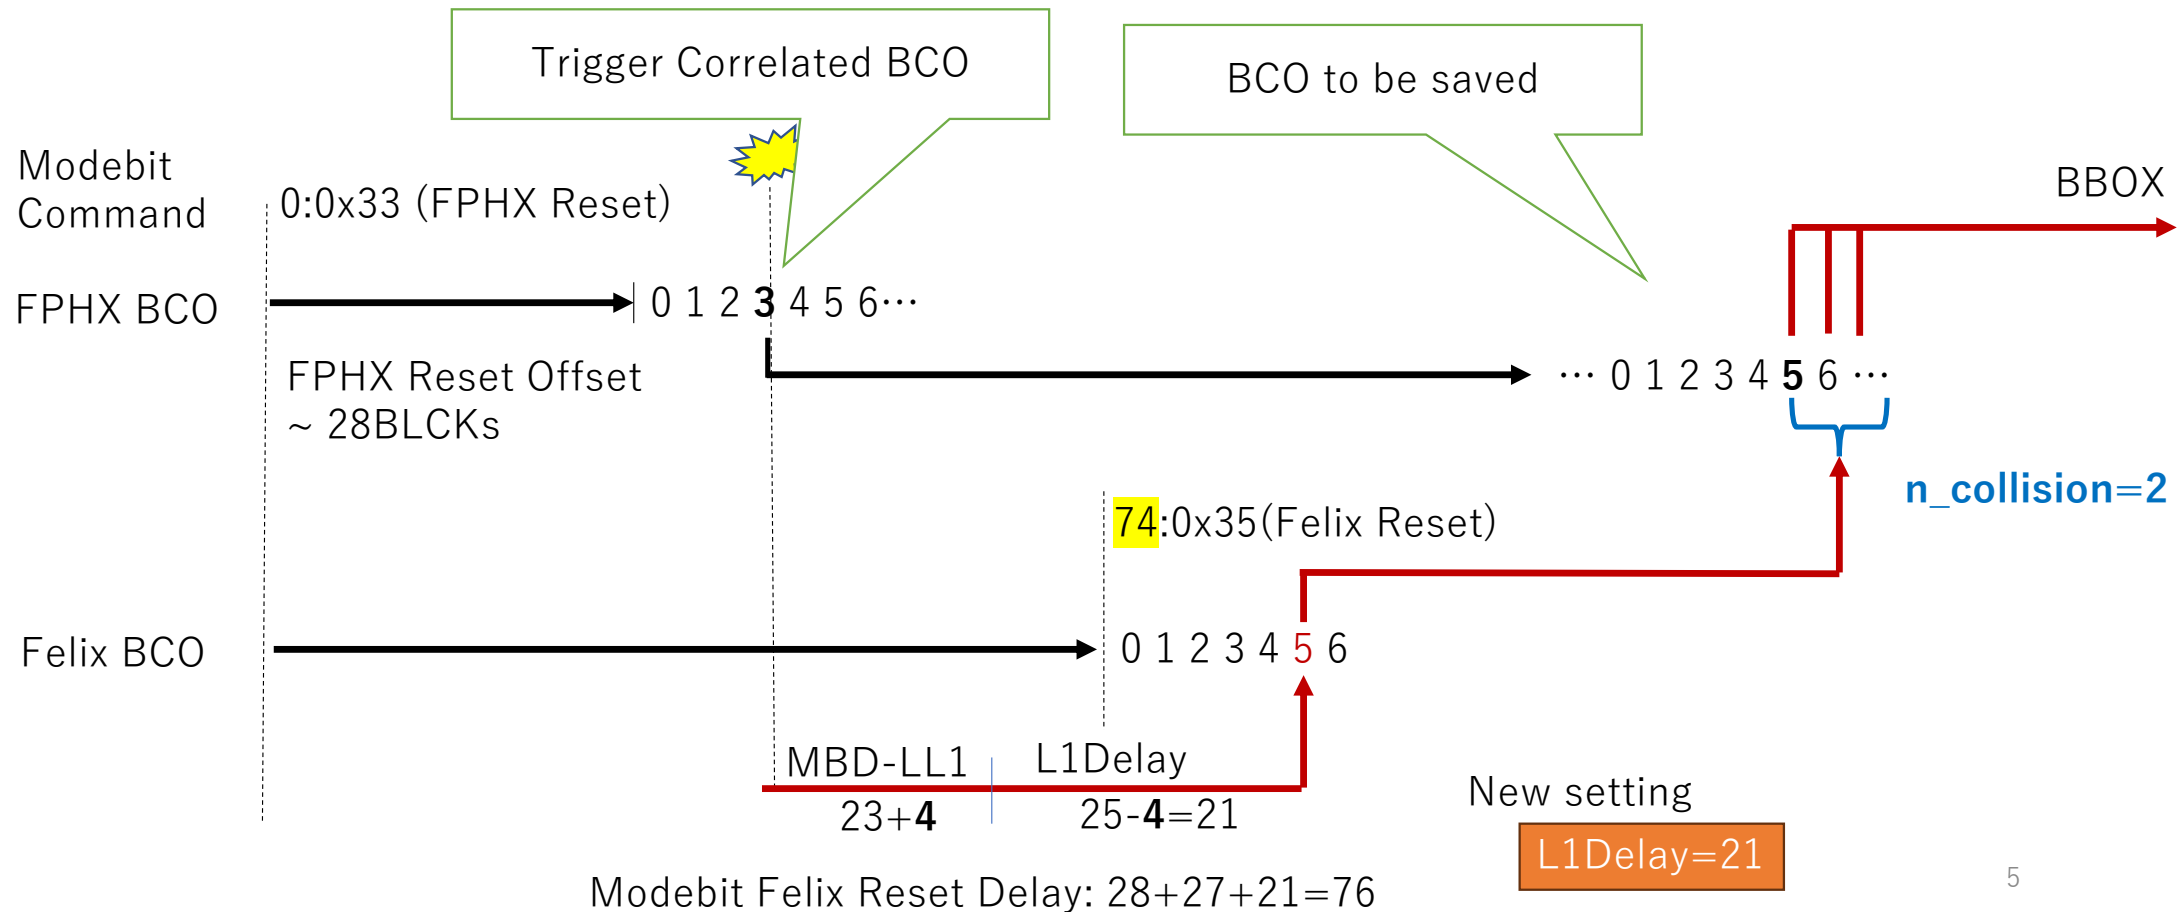 Trigger Correlated BCO
BCO to be saved
Modebit
Command
0:0x33 (FPHX Reset)
BBOX
FPHX BCO
0 1 2 3 4 5 6…
FPHX Reset Offset
~ 28BLCKs
… 0 1 2 3 4 5 6 …
n_collision=2
74:0x35(Felix Reset)
Felix BCO
0 1 2 3 4 5 6
MBD-LL1
L1Delay
23+4
25-4=21
New setting
L1Delay=21
Modebit Felix Reset Delay: 28+27+21=76
5